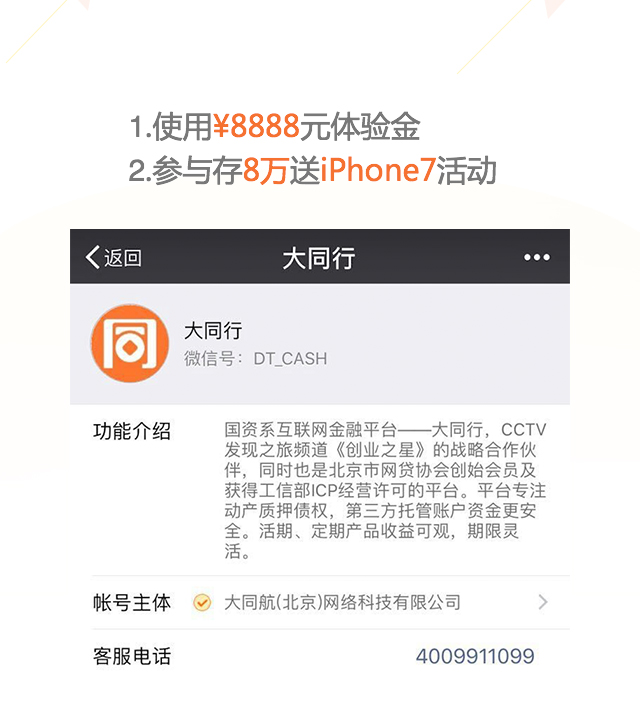 1.使用¥8888元体验金
2.参与存8万送iPhone7活动
返回
大同行
同
大同行
微信号：DT_CASH
功能介绍
国资系互联网金融平台——大同行，CCTV
发现之旅频道《创业之星》的战略合作伙
伴，同时也是北京市网贷协会创始会员及
获得工信部ICP经营许可的平台。平台专注
动产质押债权，第三方托管账户资金更安
全。活期、定期产品收益可观，期限灵
活。
帐号主体
大同航(北京)网络科技有限公司
客服电话
4009911099